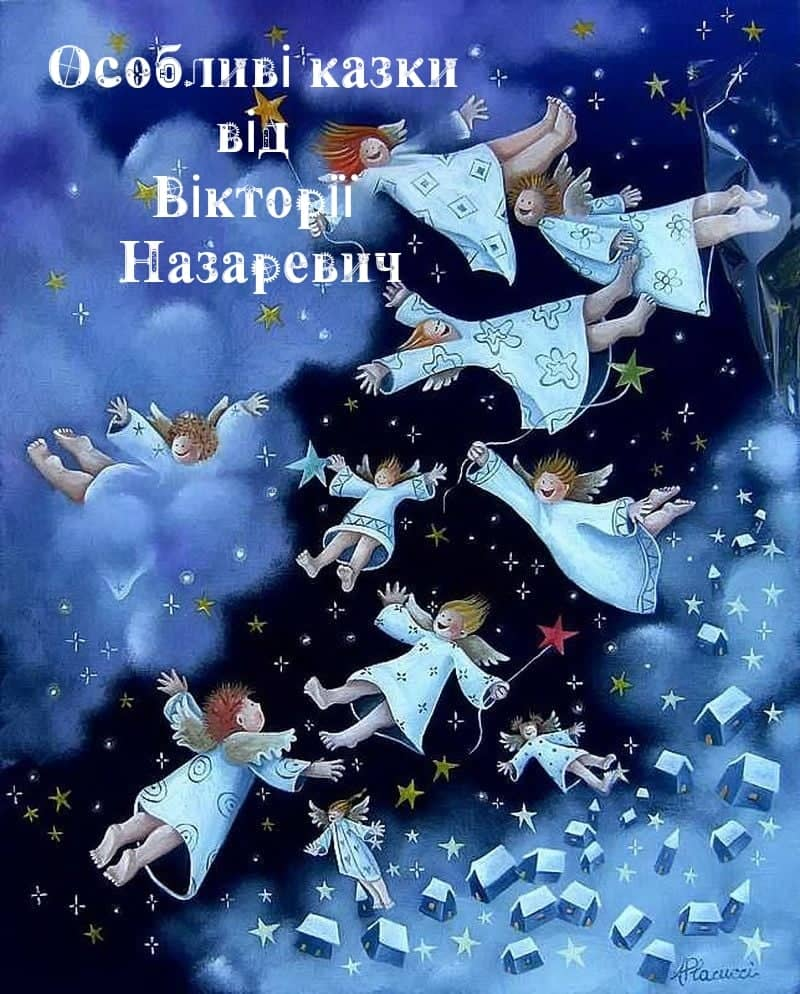 Особливі казки
від
Вікторії
Назаревич